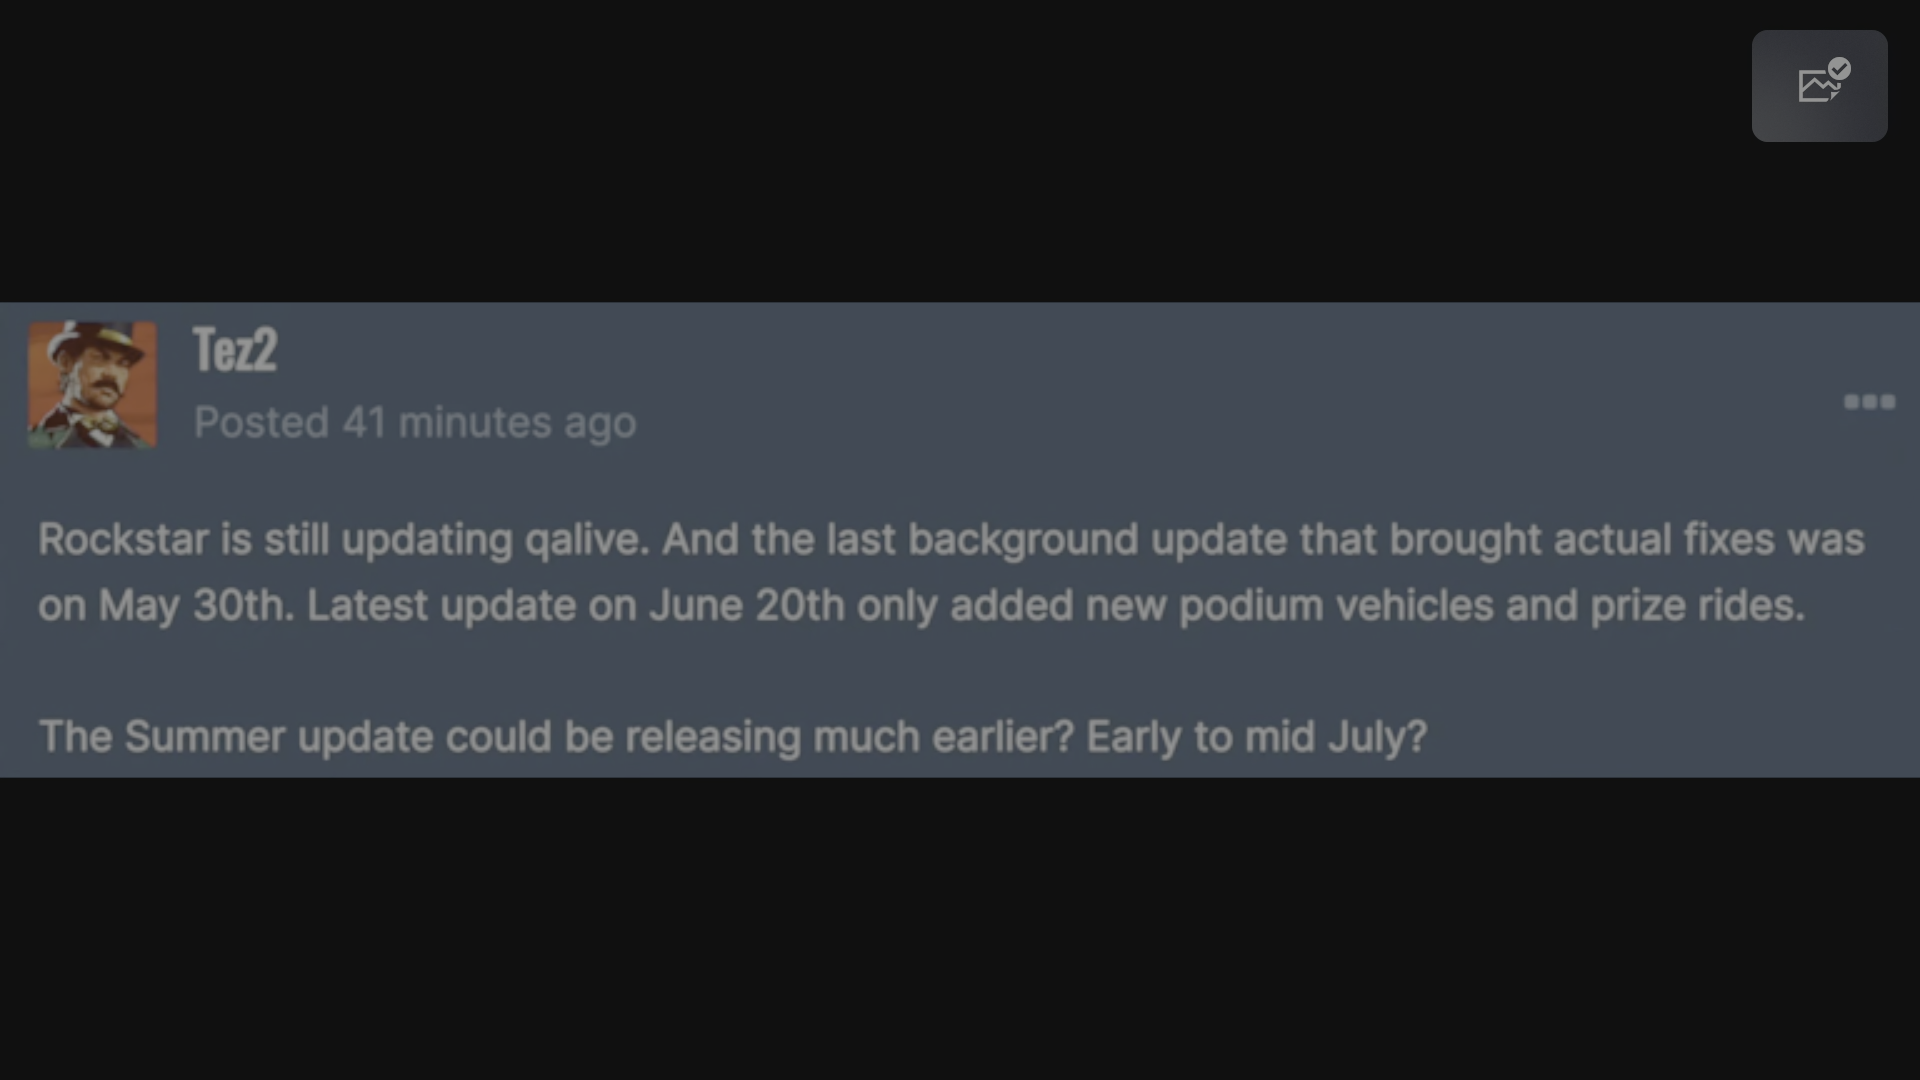 Tez2
Posted 41 minutes ago
Rockstar is still updating qalive. And the last background update that brought actual fixes was
on May 30th. Latest update on June 20th only added new podium vehicles and prize rides.
The Summer update could be releasing much earlier? Early to mid July?